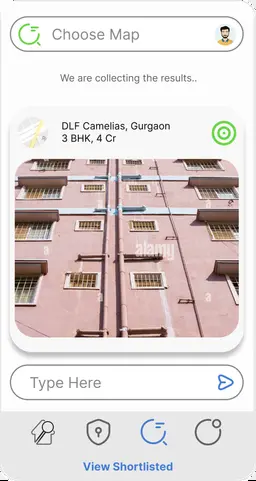 Choose Map
We are collecting the results..
DLF Camelias, Gurgaon
3 BHK, 4 Cr
alamy
a
a
Type Here
View Shortlisted